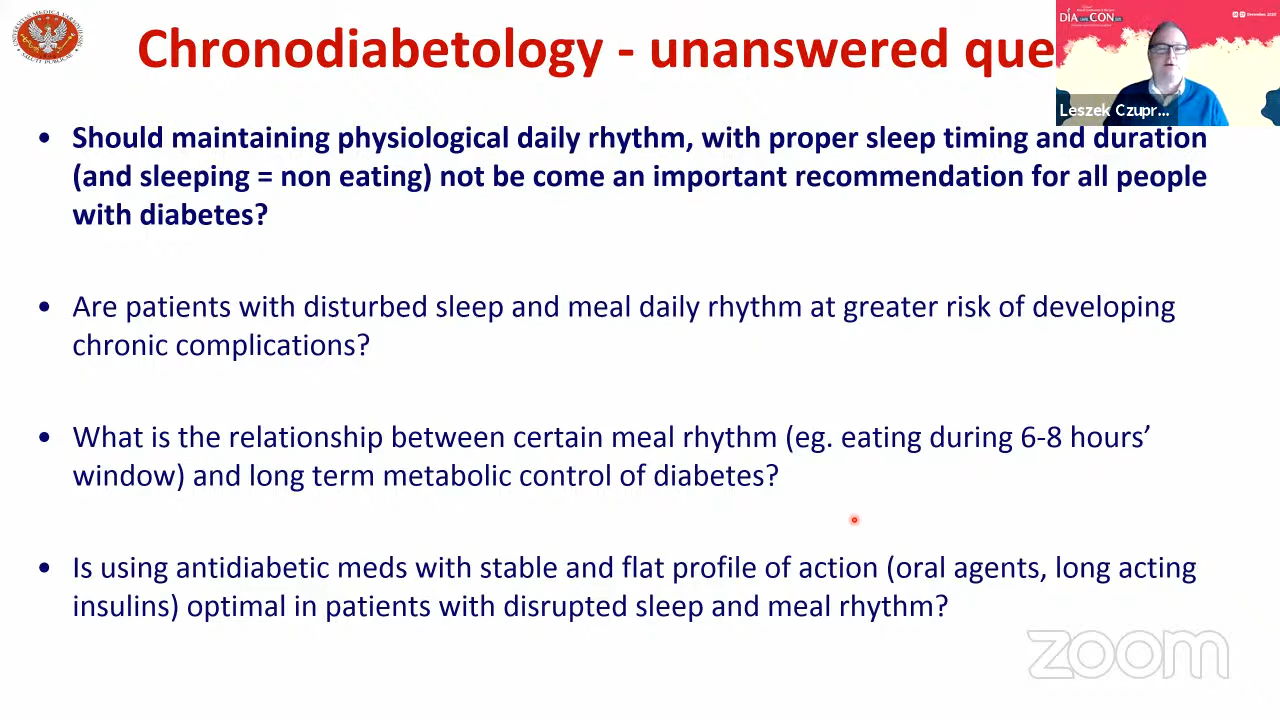 Chronodiabetology - unanswered que
DIA CON
Leszek Czupr...
• Should maintaining physiological daily rhythm, with proper sleep timing and duration
(and sleeping = non eating) not be come an important recommendation for all people
with diabetes?
• Are patients with disturbed sleep and meal daily rhythm at greater risk of developing
chronic complications?
• What is the relationship between certain meal rhythm (eg. eating during 6-8 hours’
window) and long term metabolic control of diabetes?
• Is using antidiabetic meds with stable and flat profile of action (oral agents, long acting
insulins) optimal in patients with disrupted sleep and meal rhythm?
zoom